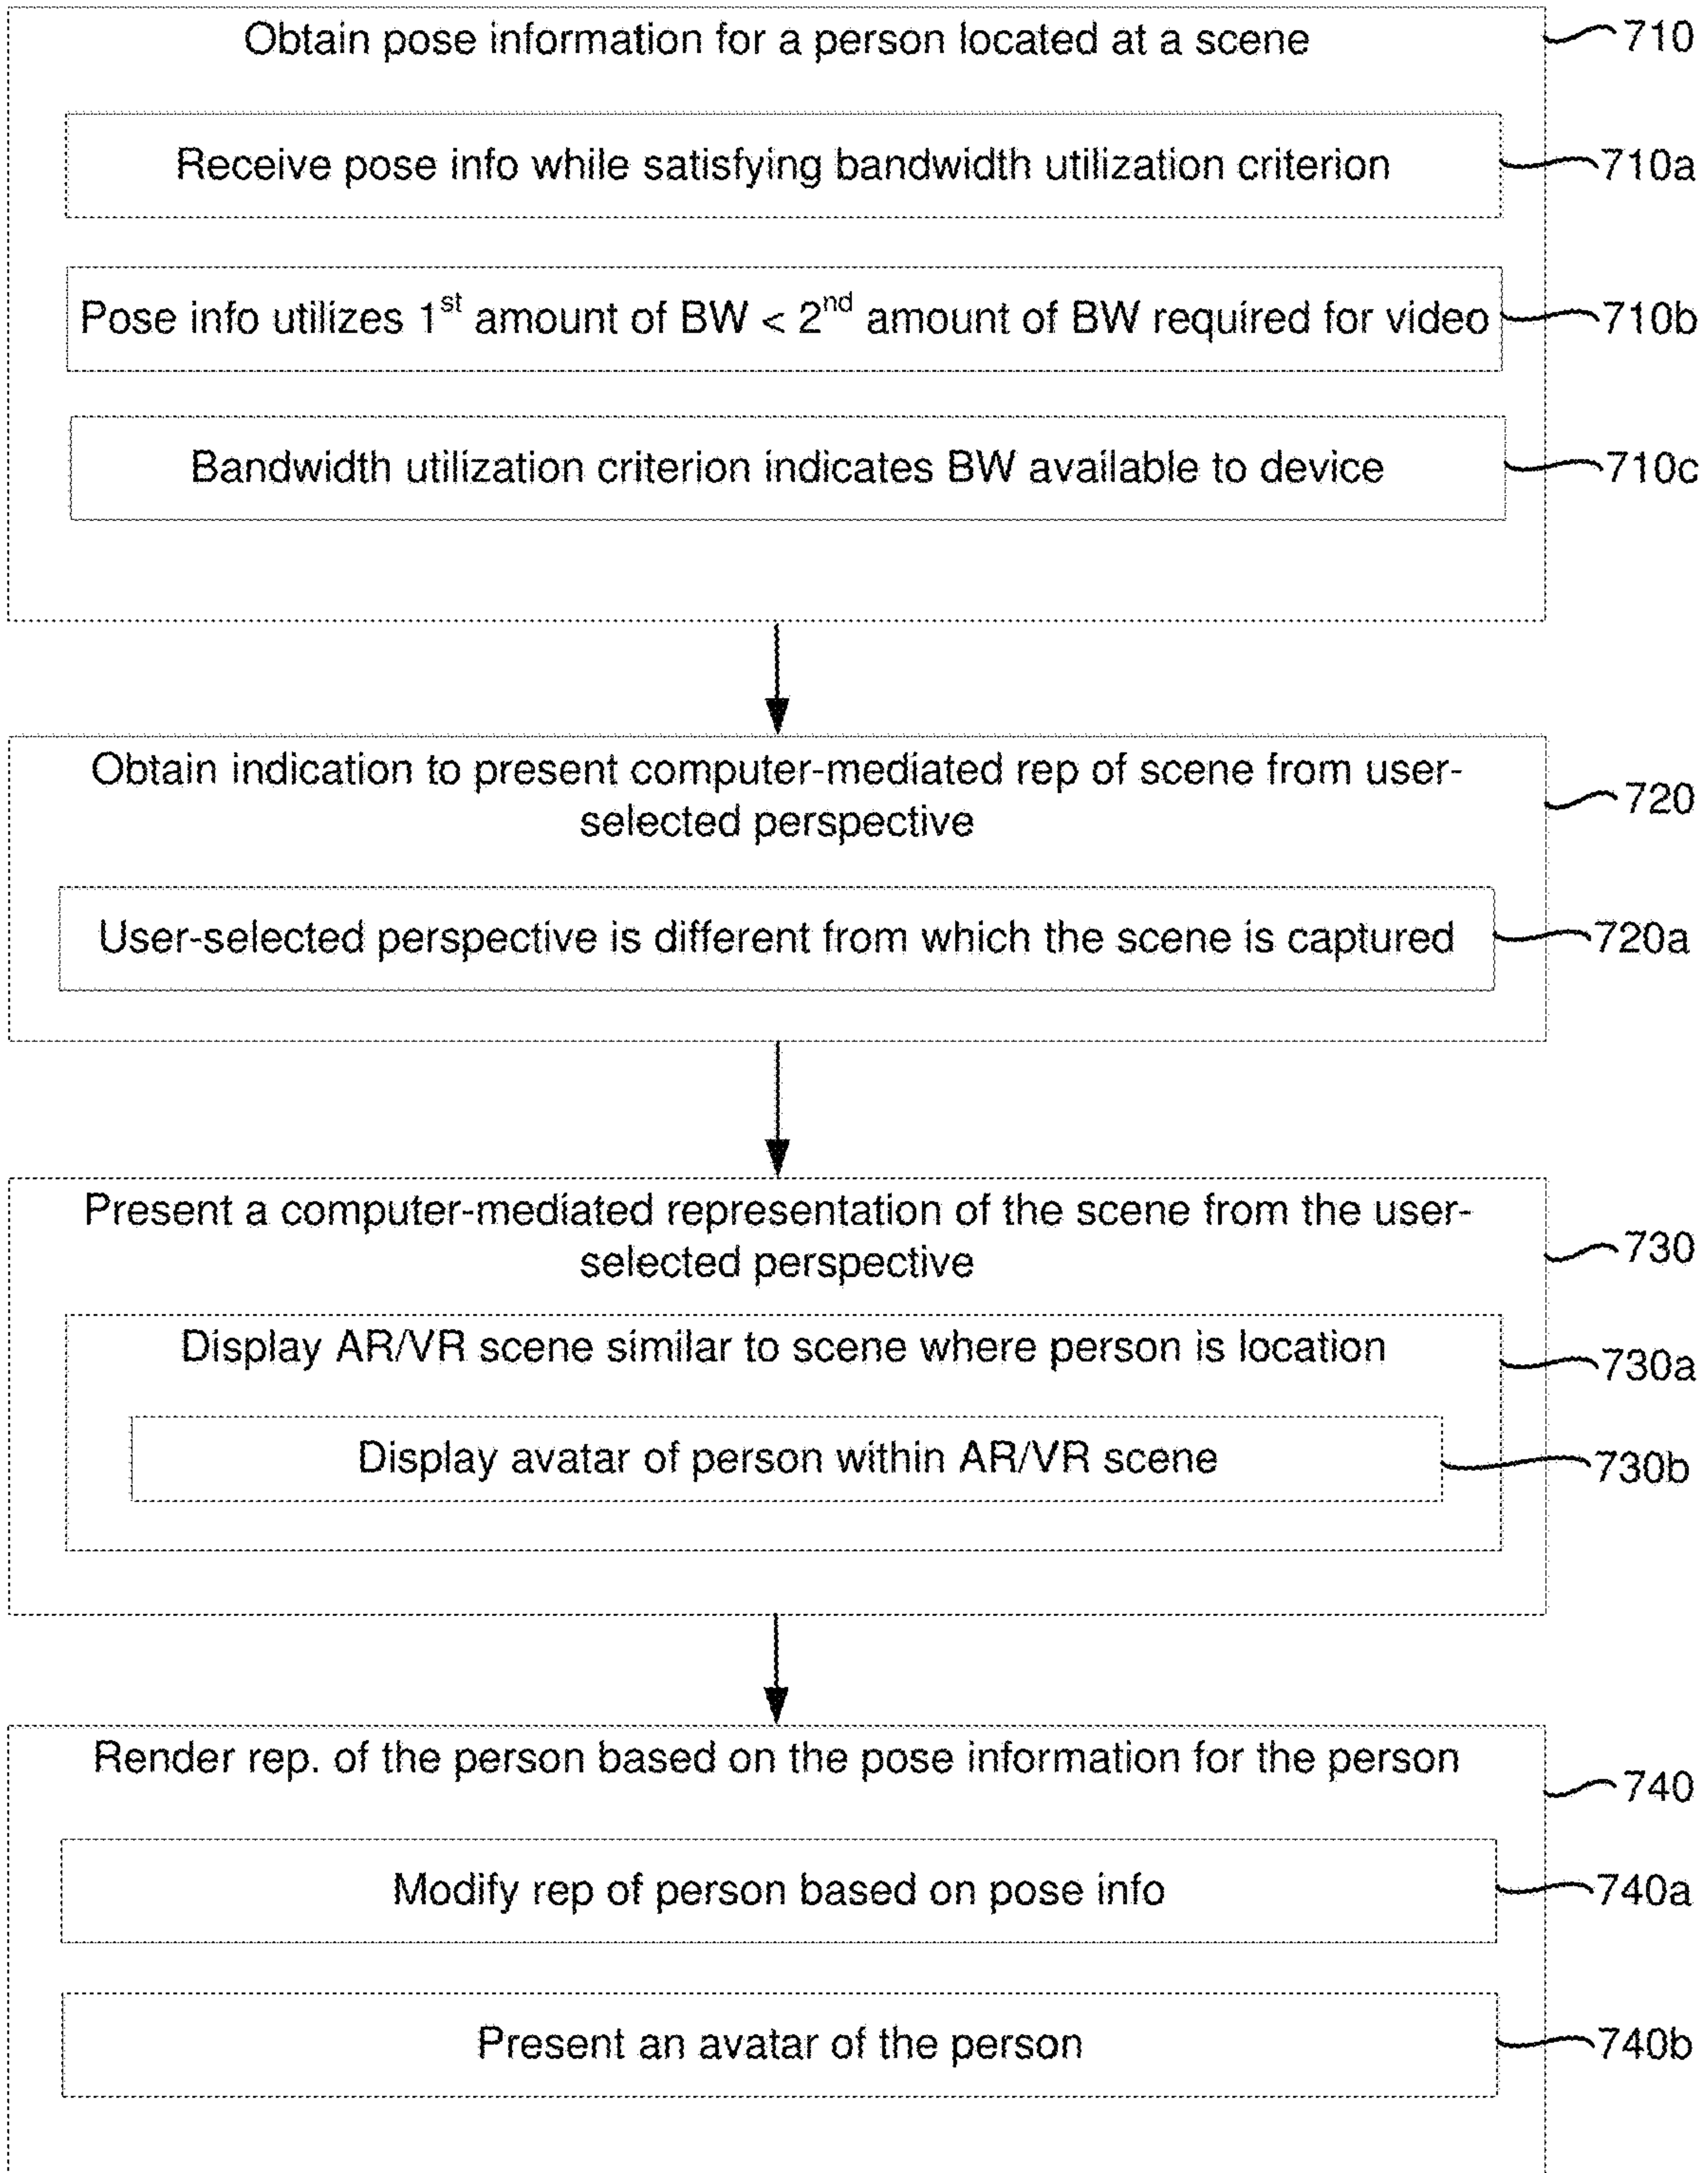 Obtain pose information for a person located at a scene
710
Receive pose info while satisfying bandwidth utilization criterion
710a
Pose info utilizes 1st amount of BW < 2nd amount of BW required for video
710b
Bandwidth utilization criterion indicates BW available to device
710c
Obtain indication to present computer-mediated rep of scene from user-
selected perspective
720
User-selected perspective is different from which the scene is captured
720a
Present a computer-mediated representation of the scene from the user-
selected perspective
730
Display AR/VR scene similar to scene where person is location
730a
Display avatar of person within AR/VR scene
730b
Render rep. of the person based on the pose information for the person
740
Modify rep of person based on pose info
740a
Present an avatar of the person
740b